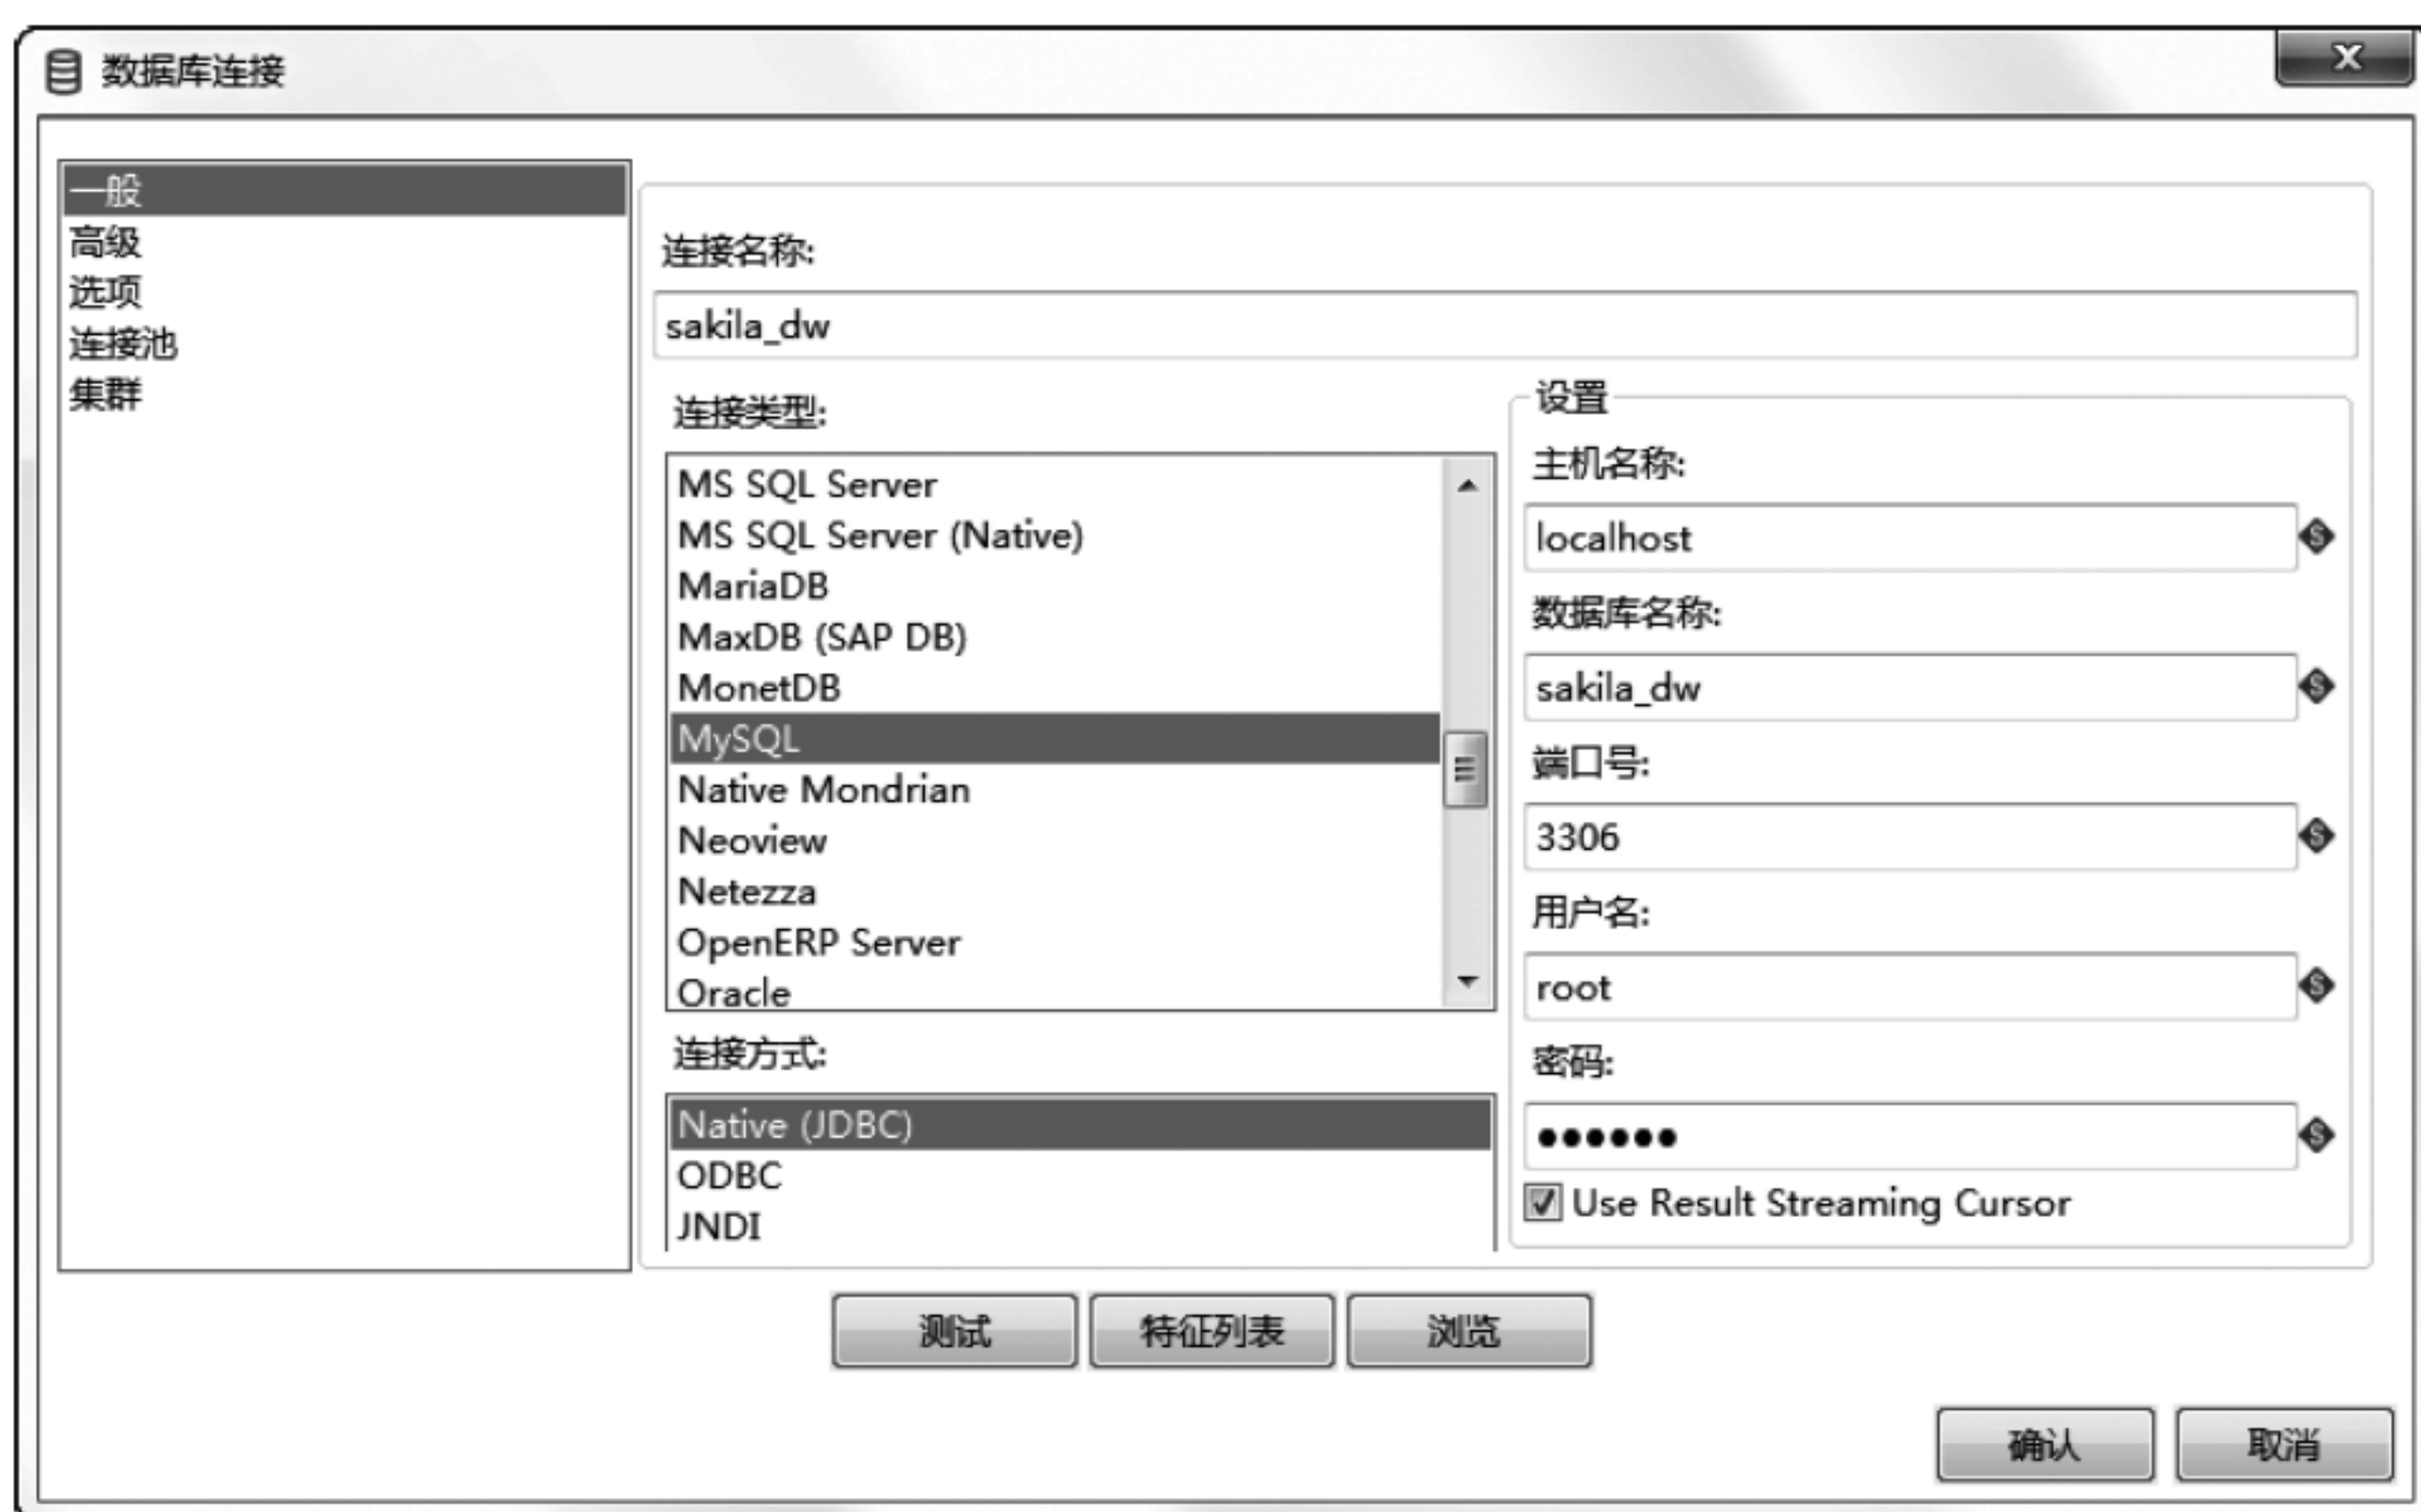 数据库连接
一般
高级
选项
连接池
集群
连接名称:
sakila_dw
连接类型:
MS SQL Server
MS SQL Server (Native)
MariaDB
MaxDB (SAP DB)
MonetDB
MySQL
Native Mondrian
Neoview
Netezza
OpenERP Server
Oracle
连接方式:
Native (JDBC)
ODBC
JNDI
设置
主机名称:
localhost
数据库名称:
sakila_dw
端口号:
3306
用户名:
root
密码:
●●●●●●
Use Result Streaming Cursor
测试
特征列表
浏览
确认
取消